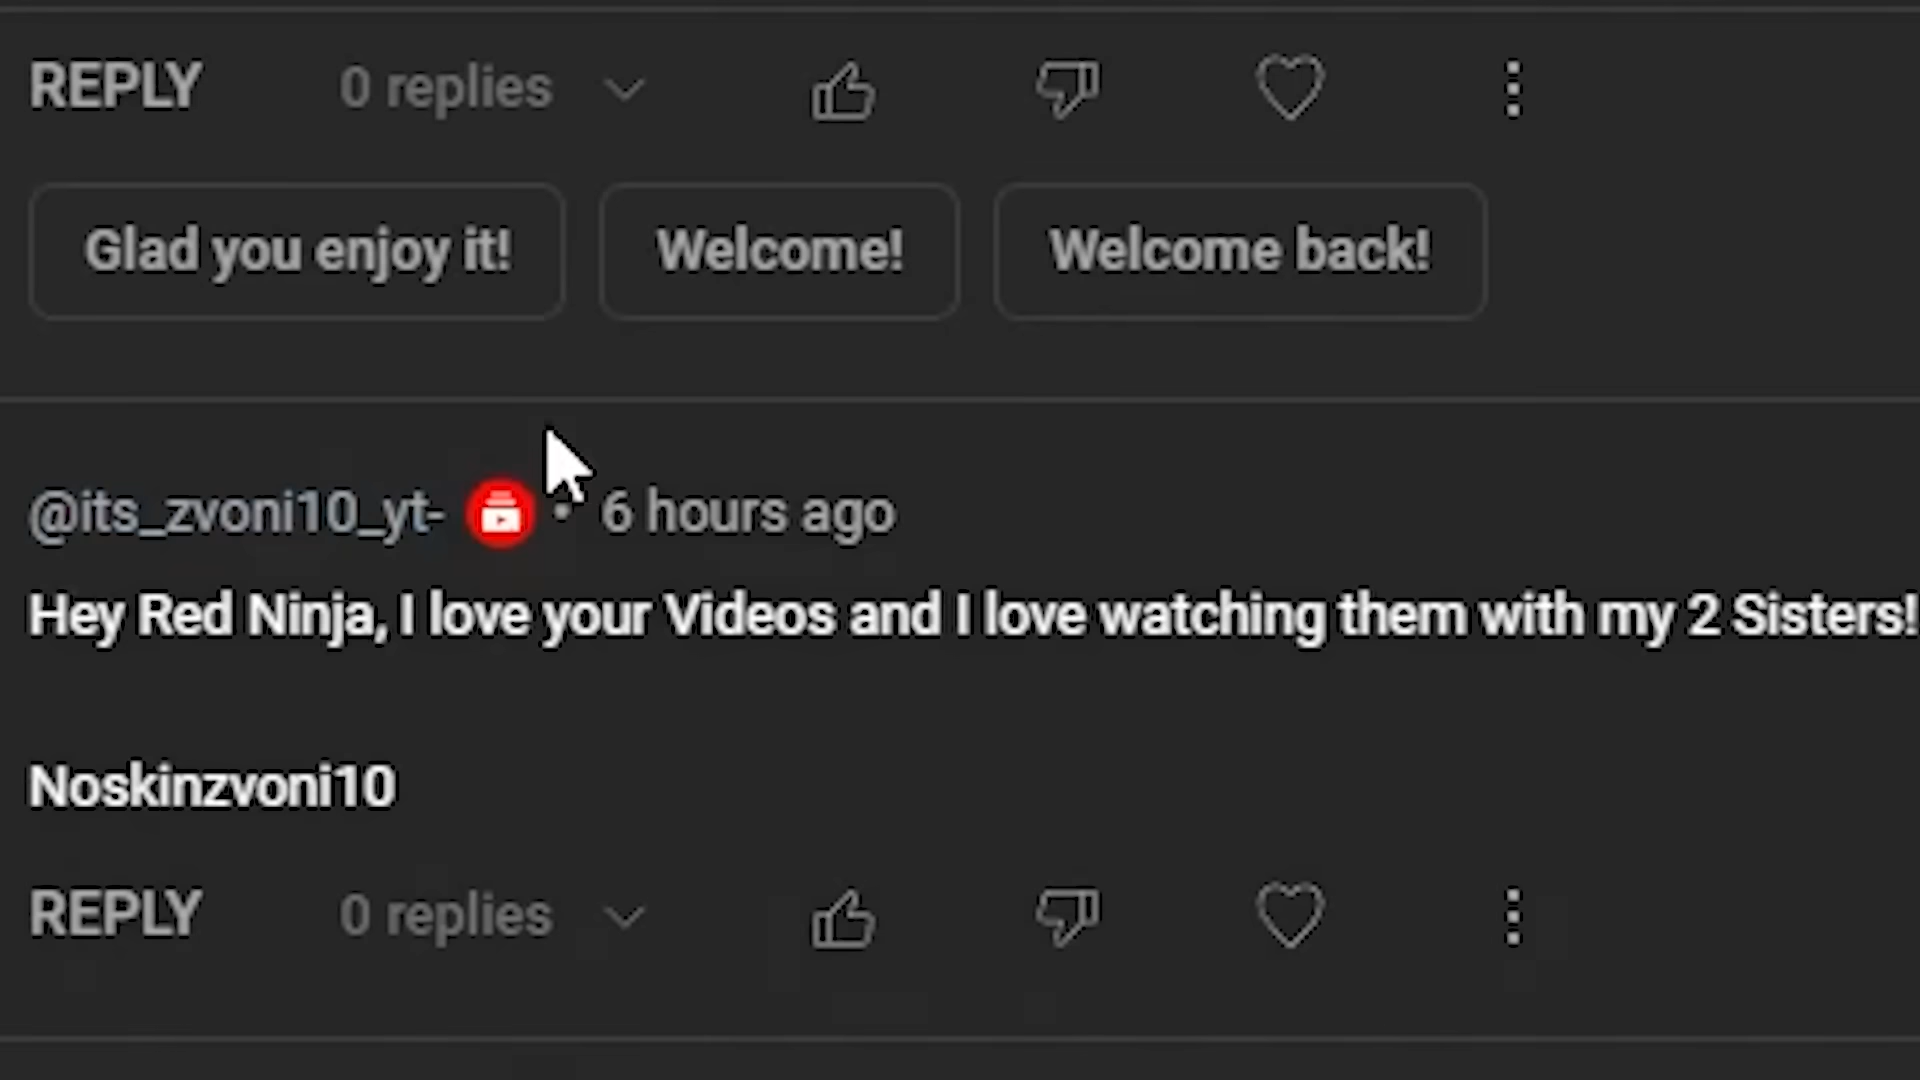 REPLY 0 replies
Glad you enjoy it! Welcome! Welcome back!
@its_zvoni10_yt- • 6 hours ago
Hey Red Ninja, I love your Videos and I love watching them with my 2 Sisters!
Noskinzvoni10
REPLY 0 replies